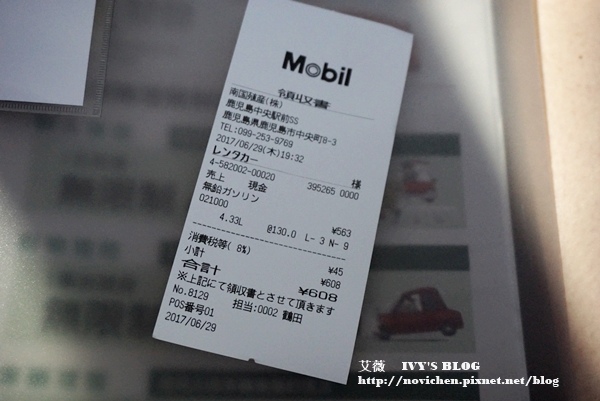 Mobil
領収書
南国殖産(株)
鹿児島中央駅前SS
鹿児島県鹿児島市中央町8-3
TEL:099-253-9769
2017/06/29(木)19:32
レンタカー 様
4-582002-00020 395265 0000
売上 現金
無鉛ガソリン ¥563
021000
4.33L @130.0 L- 3 N- 9
消費税等( 8%) ¥45
小計 ¥608
合計 ¥608
※上記にて領収書とさせて頂きます
No.8129 担当:0002 鶴田
POS番号01
2017/06/29
艾薇 IVY'S BLOG
http://novichen.pixnet.net/blog